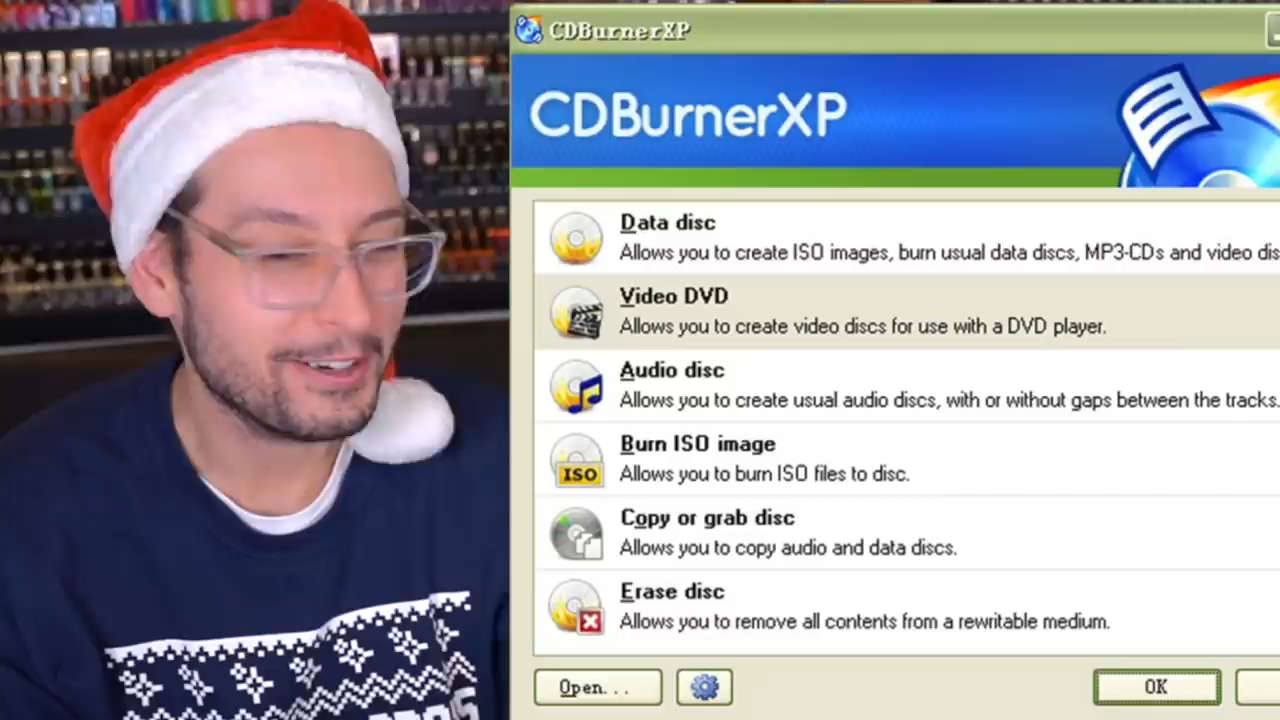 CDBurnerXP
CDBurnerXP
Data disc
Allows you to create ISO images, burn usual data discs, MP3-CDs and video dis
Video DVD
Allows you to create video discs for use with a DVD player.
Audio disc
Allows you to create usual audio discs, with or without gaps between the tracks.
Burn ISO image
ISO
Allows you to burn ISO files to disc.
Copy or grab disc
Allows you to copy audio and data discs.
Erase disc
Allows you to remove all contents from a rewritable medium.
Open...
OK